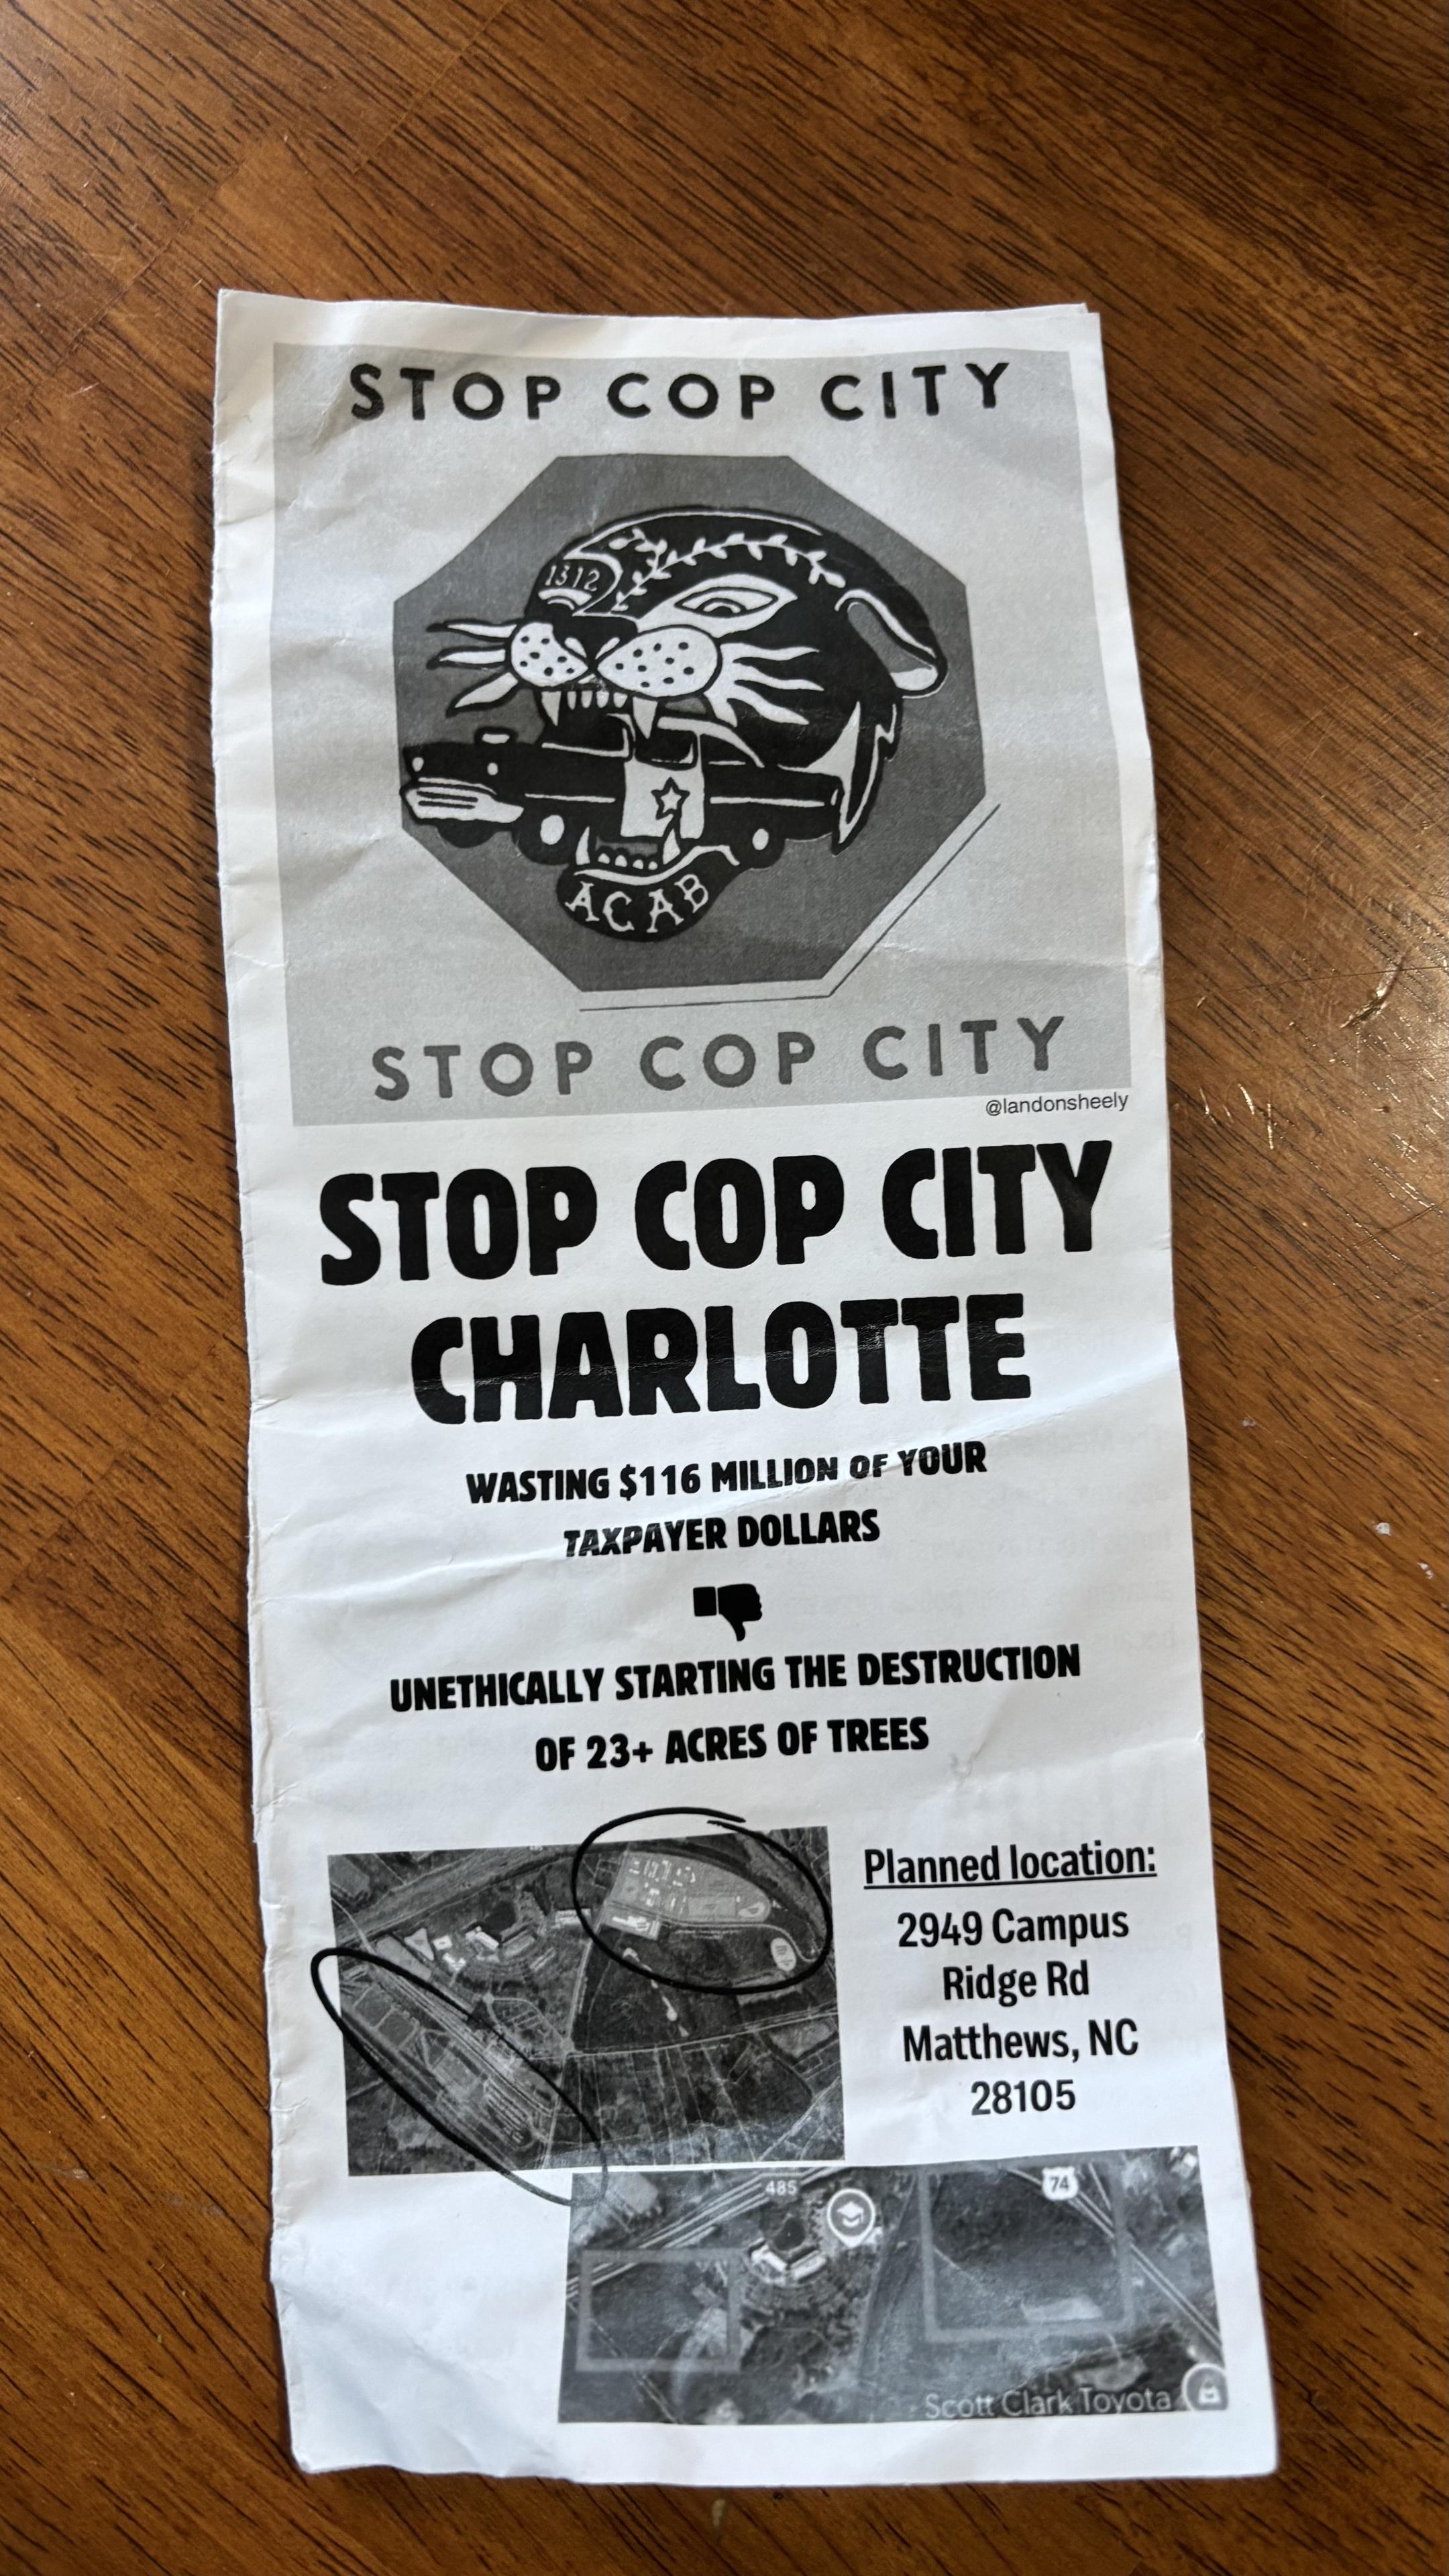 STOP COP CITY
1312
ACAB
STOP COP CITY
@landonsheely
STOP COP CITY
CHARLOTTE
WASTING $116 MILLION OF YOUR
TAXPAYER DOLLARS
UNETHICALLY STARTING THE DESTRUCTION
OF 23+ ACRES OF TREES
Planned location:
2949 Campus
Ridge Rd
Matthews, NC
28105
485
74
Scott Clark Toyota